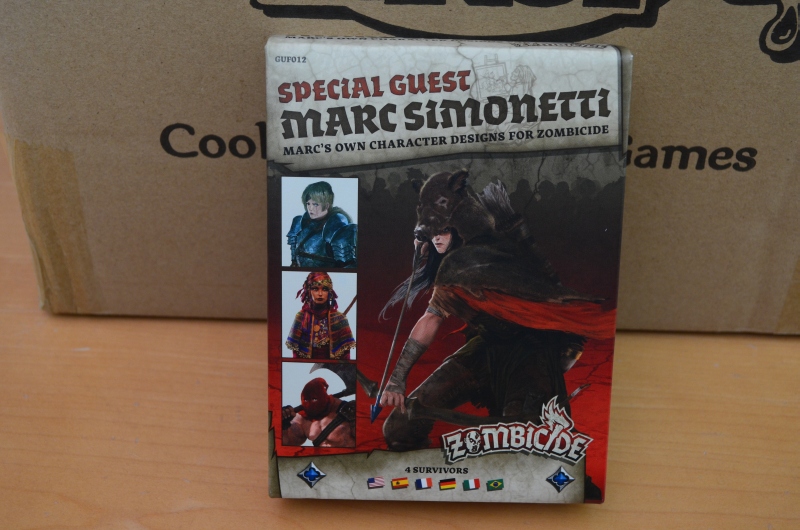 GUF012
SPECIAL GUEST
MARC SIMONETTI
MARC'S OWN CHARACTER DESIGNS FOR ZOMBICIDE
Cool
Games
ZOMBICIDE
4 SURVIVORS